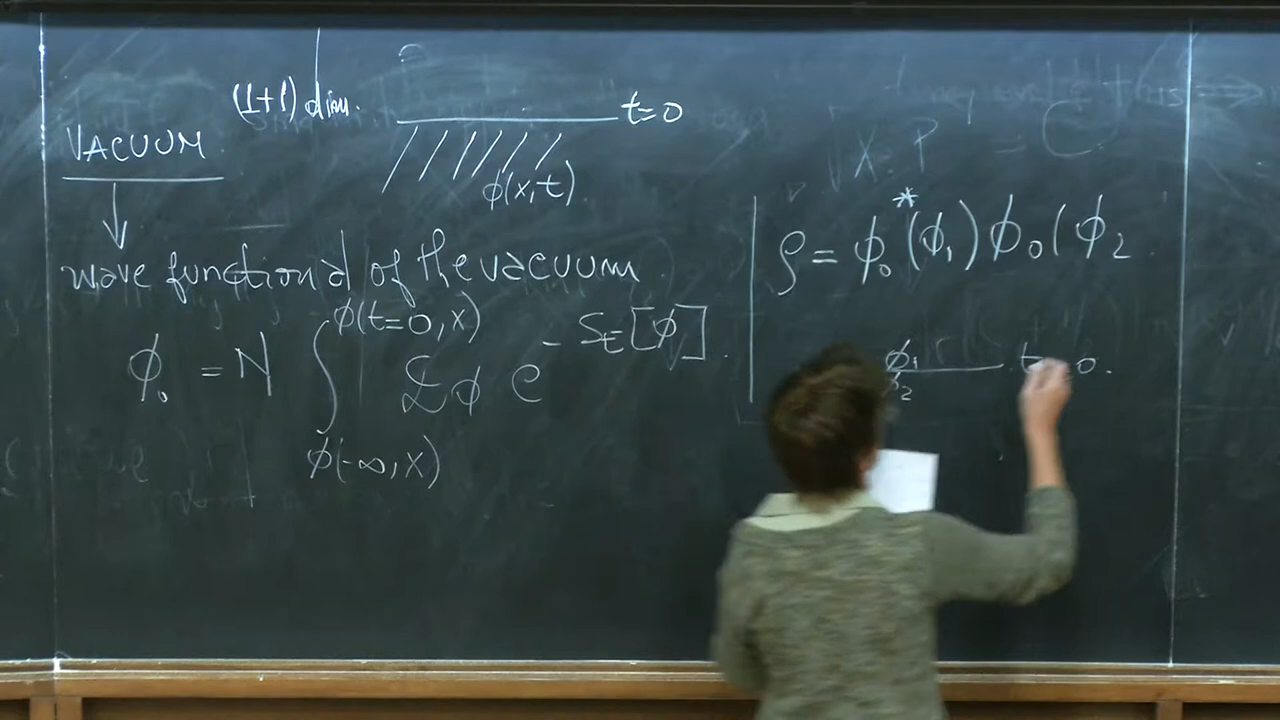 (1+1) dim.
t=0
VACUUM
φ(x,t)
wave functional of the vacuum
φ₀ = N ∫ 𝒟φ e^{-S_E[φ]}
φ(t=0, x)
φ(-∞, x)
ρ = φ₀*(φ₁) φ₀(φ₂
φ₁
φ₂
t = 0.